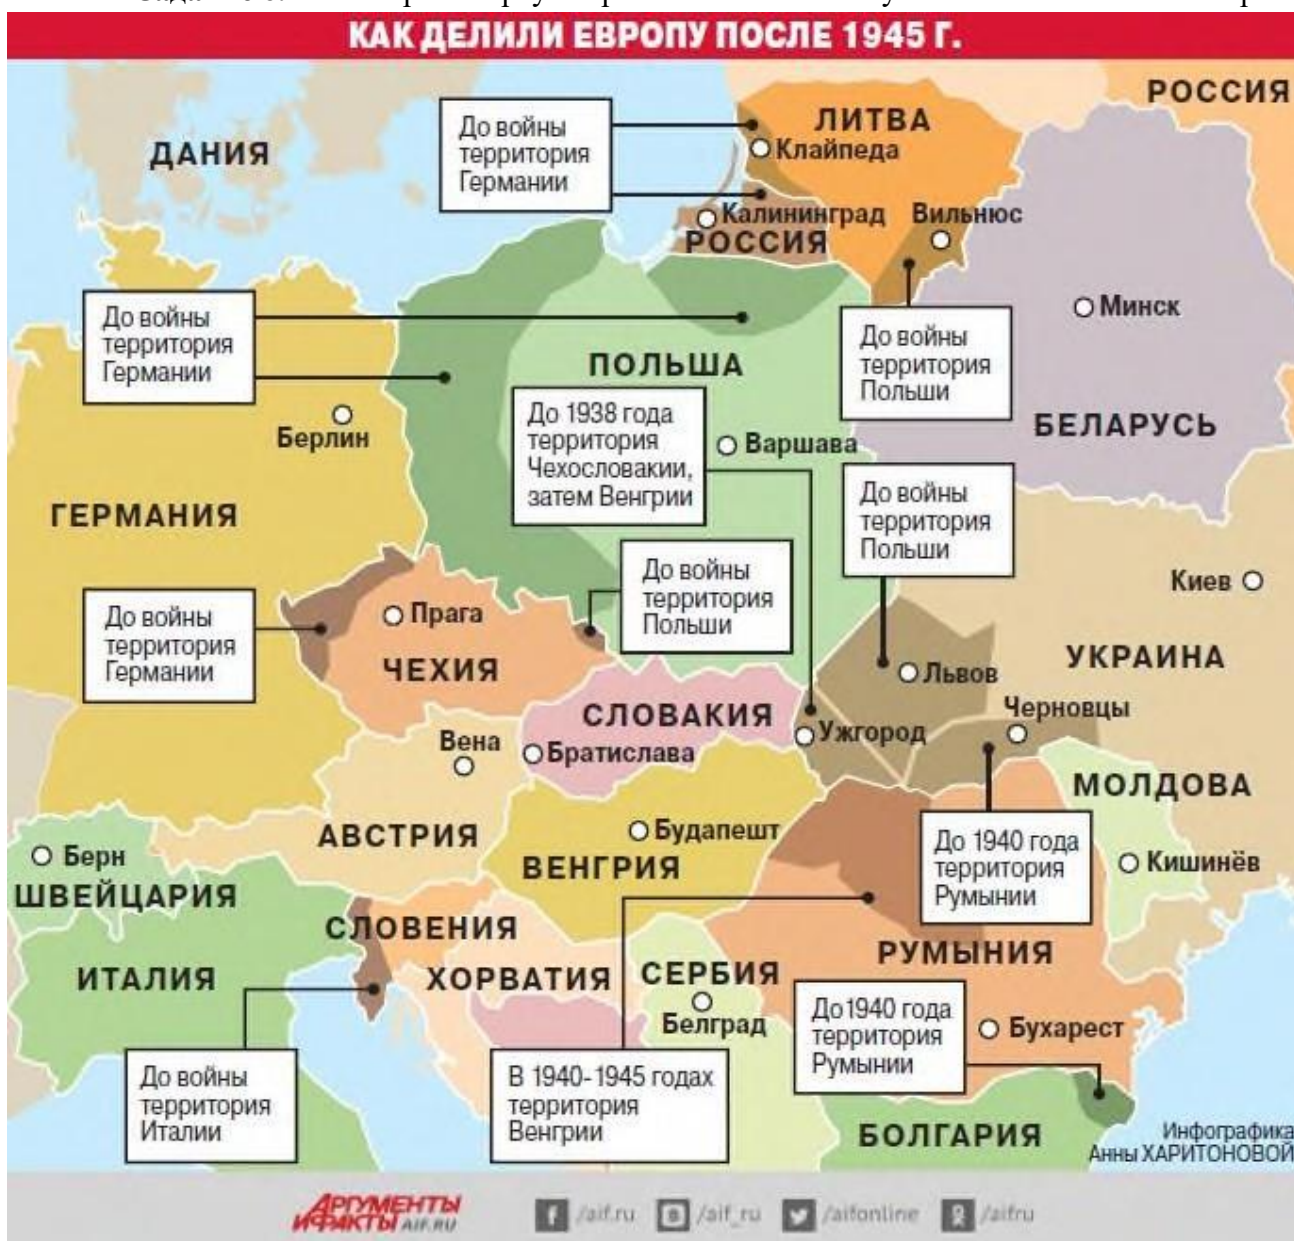 КАК ДЕЛИЛИ ЕВРОПУ ПОСЛЕ 1945 Г.
РОССИЯ
ДАНИЯ
До войны
территория
Германии
ЛИТВА
Клайпеда
Калининград
РОССИЯ
Вильнюс
До войны
территория
Германии
Минск
До войны
территория
Польши
ПОЛЬША
Берлин
До 1938 года
территория
Чехословакии,
затем Венгрии
Варшава
БЕЛАРУСЬ
ГЕРМАНИЯ
До войны
территория
Польши
Киев
До войны
территория
Германии
Прага
ЧЕХИЯ
До войны
территория
Польши
УКРАИНА
Львов
СЛОВАКИЯ
Братислава
Ужгород
Черновцы
Вена
МОЛДОВА
АВСТРИЯ
Будапешт
ВЕНГРИЯ
До 1940 года
территория
Румынии
Кишинёв
Берн
ШВЕЙЦАРИЯ
СЛОВЕНИЯ
ИТАЛИЯ
ХОРВАТИЯ
СЕРБИЯ
Белград
РУМЫНИЯ
До 1940 года
территория
Румынии
Бухарест
До войны
территория
Италии
В 1940-1945 годах
территория
Венгрии
БОЛГАРИЯ
Инфографика
Анны ХАРИТОНОВОЙ
АРГУМЕНТЫ
И ФАКТЫ AIF.RU
/aif.ru
/aif_ru
/aifonline
/aifru